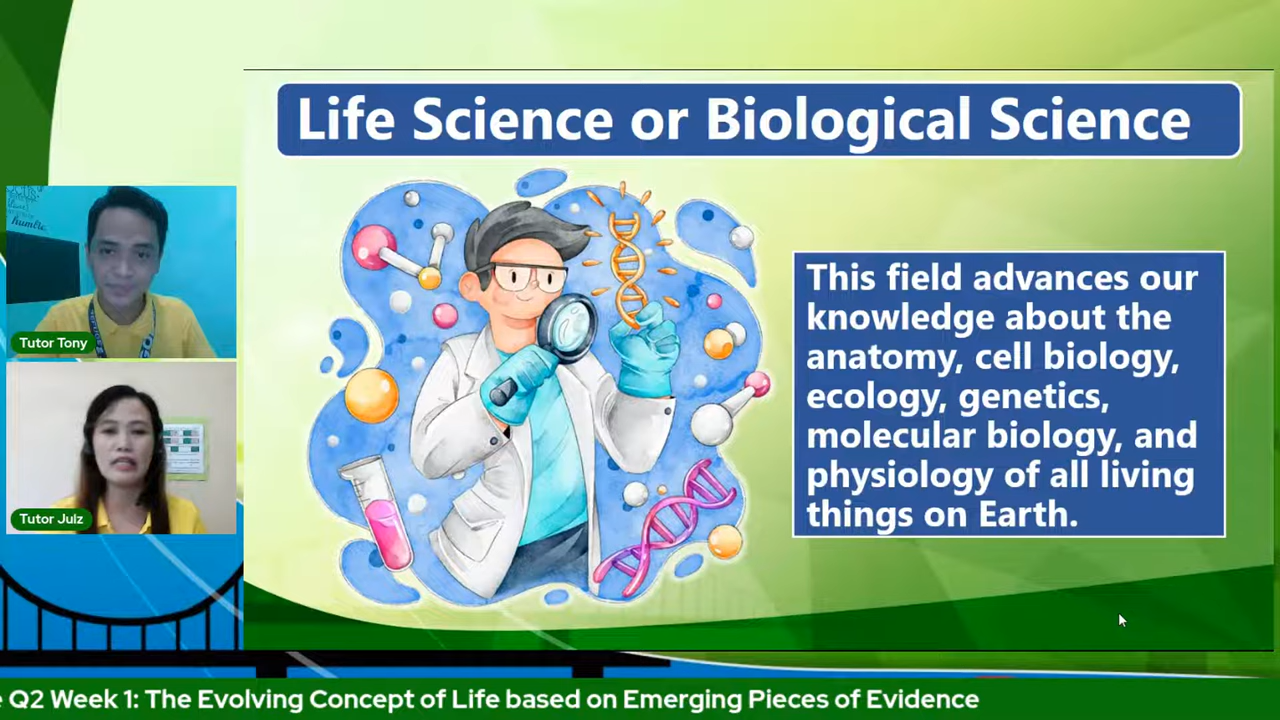 Life Science or Biological Science
This field advances our
knowledge about the
anatomy, cell biology,
ecology, genetics,
molecular biology, and
physiology of all living
things on Earth.
humble.
Tutor Tony
Tutor Julz
Q2 Week 1: The Evolving Concept of Life based on Emerging Pieces of Evidence